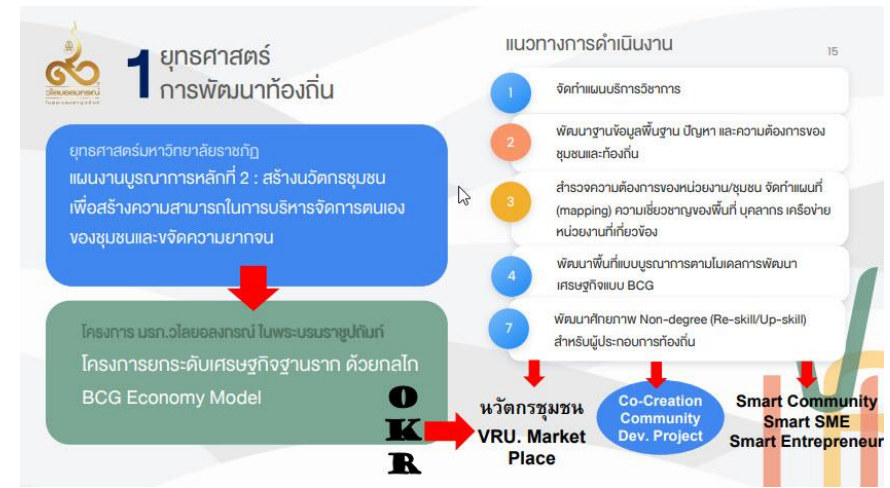 วไลยอลงกรณ์
ในพระบรมราชูปถัมภ์
1
ยุทธศาสตร์
การพัฒนาท้องถิ่น
ยุทธศาสตร์มหาวิทยาลัยราชภัฏ
แผนงานบูรณาการหลักที่ 2 : สร้างนวัตกรชุมชน
เพื่อสร้างความสามารถในการบริหารจัดการตนเอง
ของชุมชนและขจัดความยากจน
โครงการ มรภ.วไลยอลงกรณ์ ในพระบรมราชูปถัมภ์
โครงการยกระดับเศรษฐกิจฐานราก ด้วยกลไก
BCG Economy Model
O
K
R
แนวทางการดำเนินงาน
15
1
จัดทำแผนบริการวิชาการ
2
พัฒนาฐานข้อมูลพื้นฐาน ปัญหา และความต้องการของ
ชุมชนและท้องถิ่น
3
สำรวจความต้องการของหน่วยงาน/ชุมชน จัดทำแผนที่
(mapping) ความเชี่ยวชาญของพื้นที่ บุคลากร เครือข่าย
หน่วยงานที่เกี่ยวข้อง
4
พัฒนาพื้นที่แบบบูรณาการตามโมเดลการพัฒนา
เศรษฐกิจแบบ BCG
7
พัฒนาศักยภาพ Non-degree (Re-skill/Up-skill)
สำหรับผู้ประกอบการท้องถิ่น
นวัตกรชุมชน
VRU. Market
Place
Co-Creation
Community
Dev. Project
Smart Community
Smart SME
Smart Entrepreneur